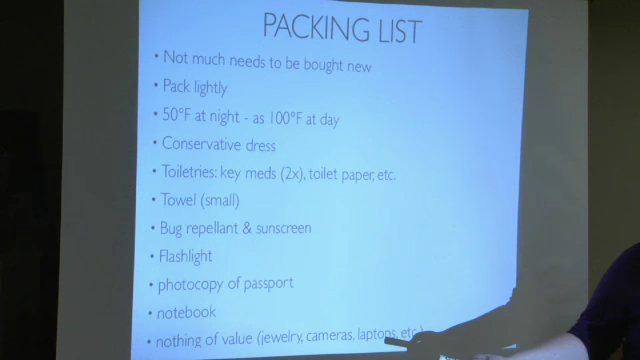 PACKING LIST
• Not much needs to be bought new
• Pack lightly
• 50°F at night - as 100°F at day
• Conservative dress
• Toiletries: key meds (2x), toilet paper, etc.
• Towel (small)
• Bug repellant & sunscreen
• Flashlight
• photocopy of passport
• notebook
• nothing of value (jewelry, cameras, laptops, etc.)